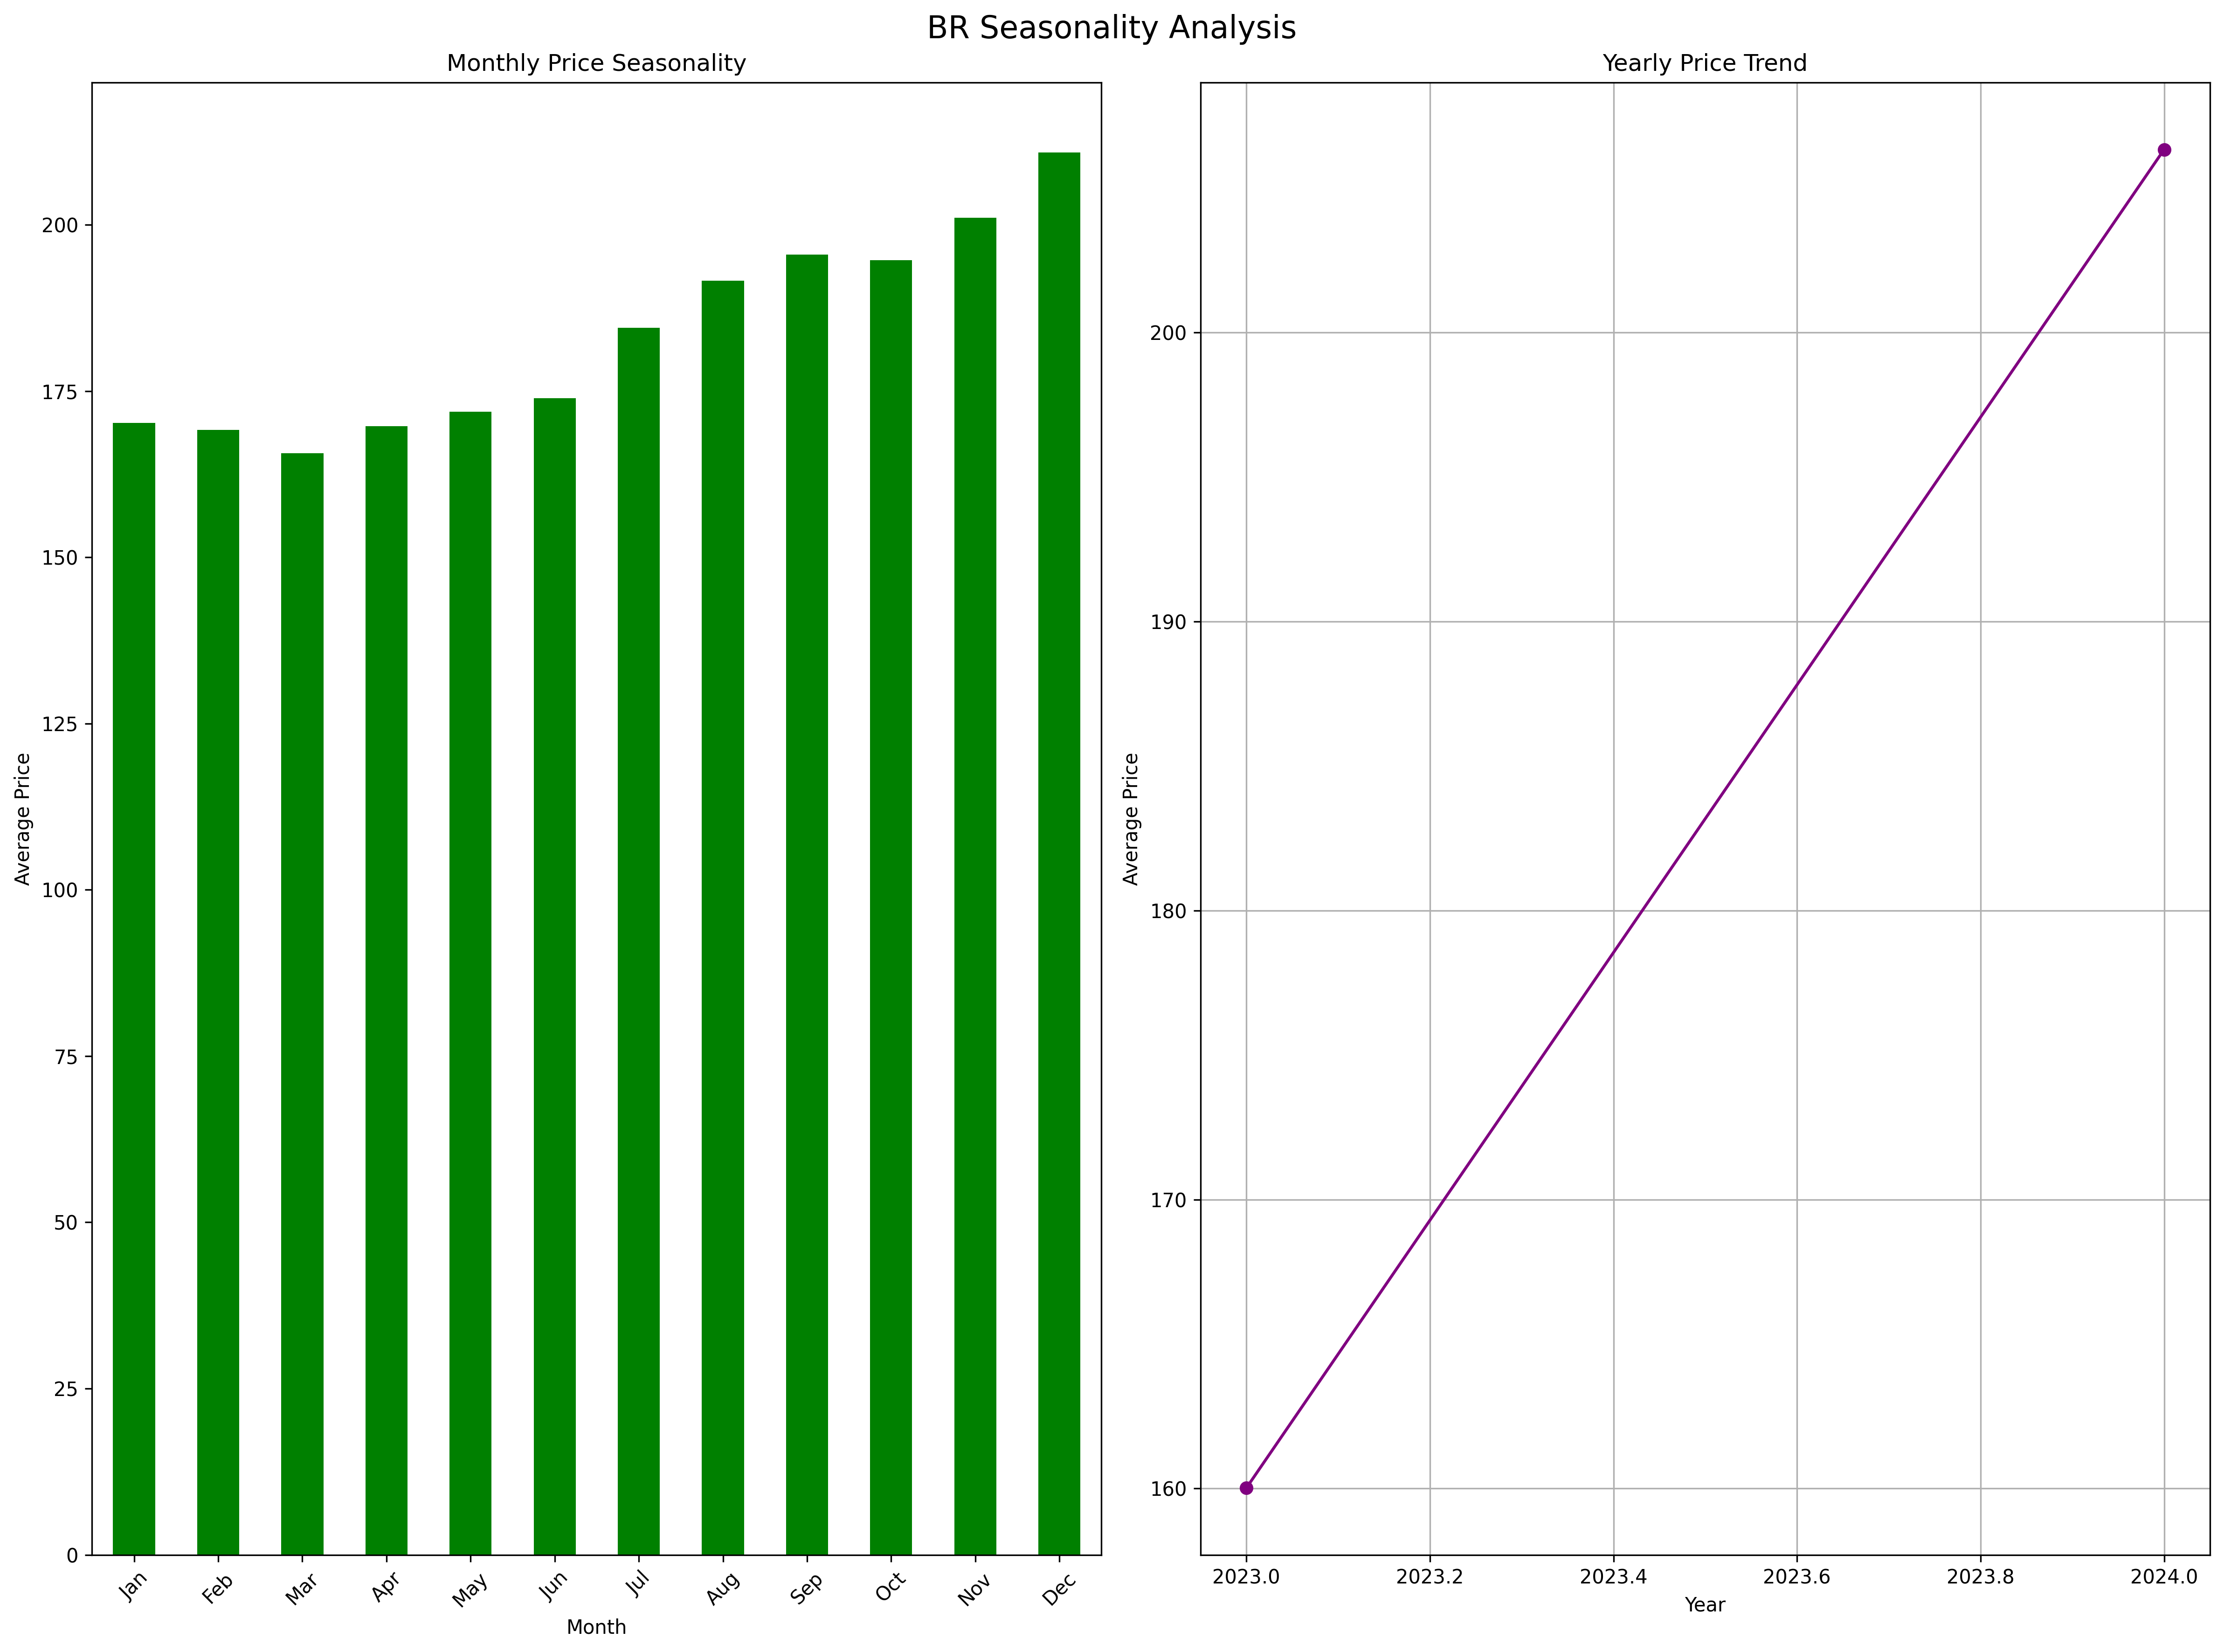 BR Seasonality Analysis
Monthly Price Seasonality
Average Price
200
175
150
125
100
75
50
25
0
Jan Feb Mar Apr May Jun Jul Aug Sep Oct Nov Dec
Month
Yearly Price Trend
Average Price
200
190
180
170
160
2023.0 2023.2 2023.4 2023.6 2023.8 2024.0
Year